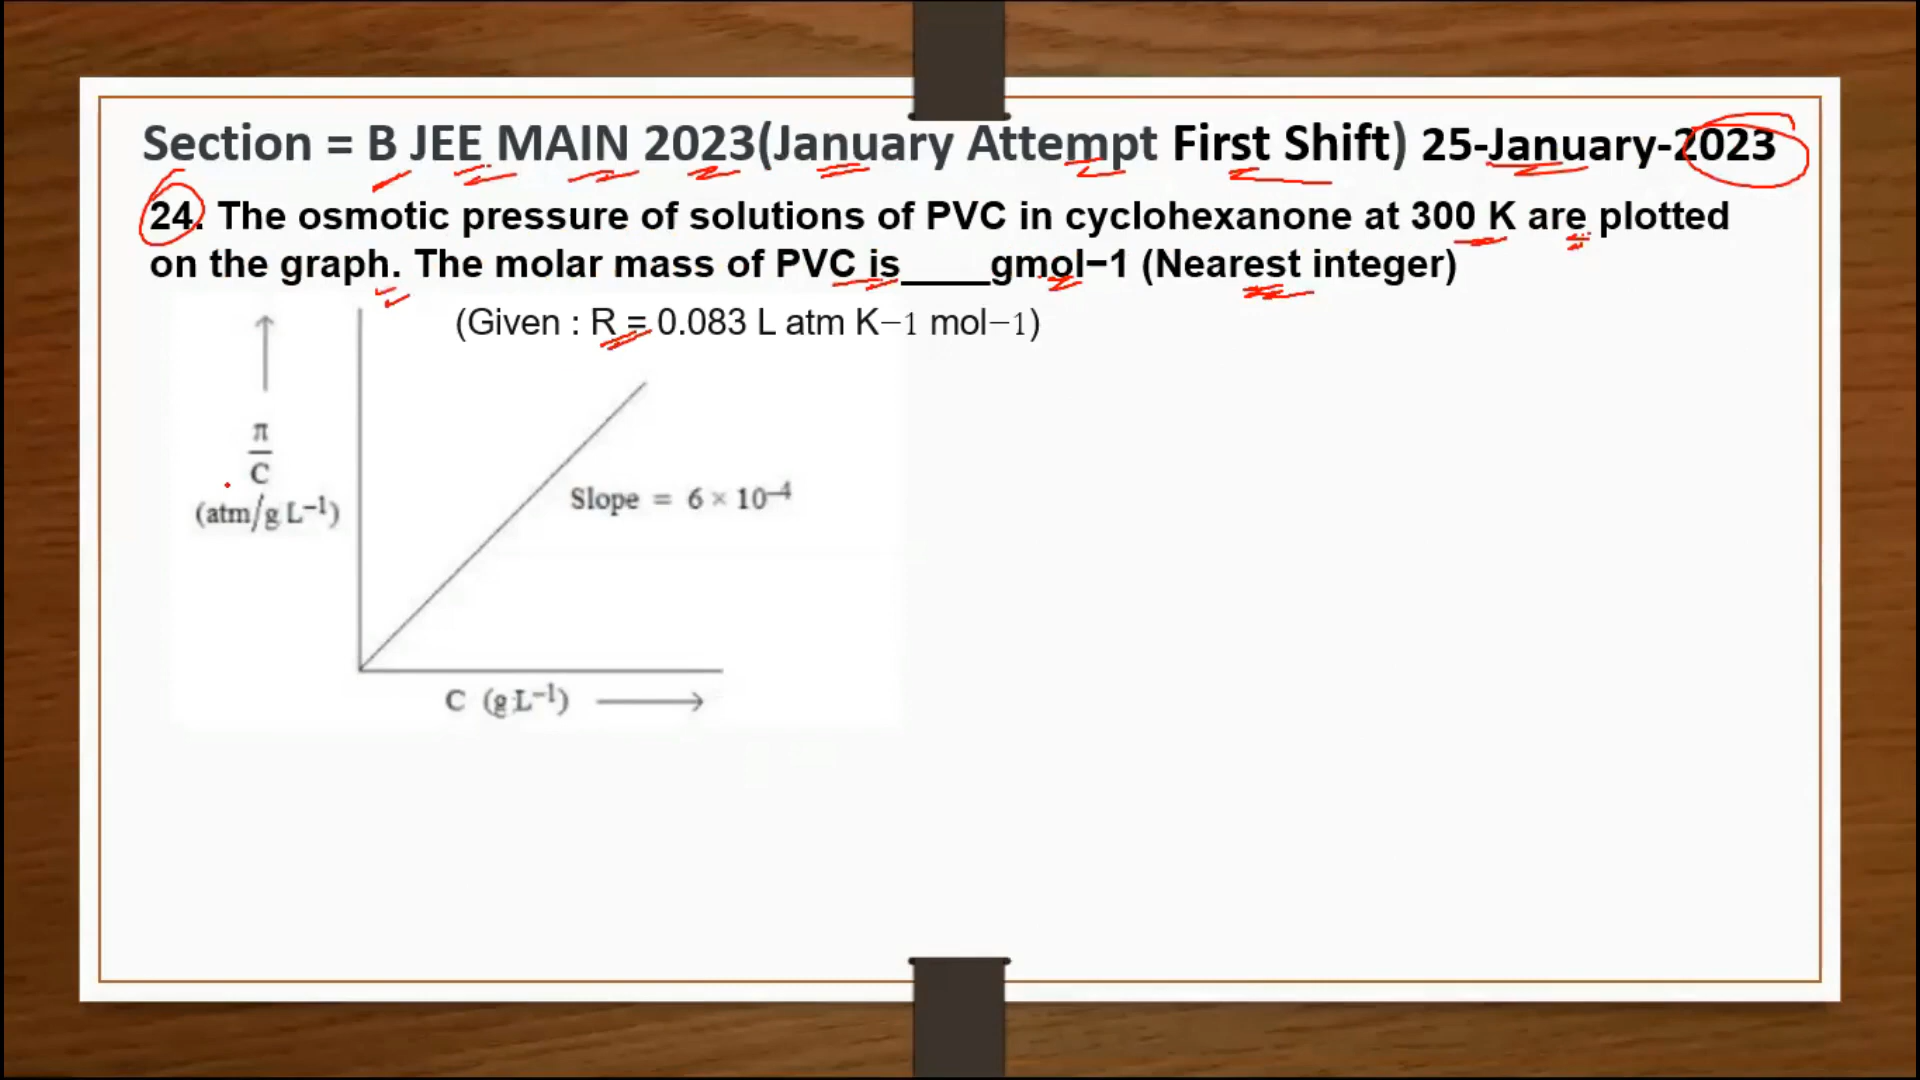 Section = B JEE MAIN 2023(January Attempt First Shift) 25-January-2023
24. The osmotic pressure of solutions of PVC in cyclohexanone at 300 K are plotted
on the graph. The molar mass of PVC is____gmol−1 (Nearest integer)
(Given : R = 0.083 L atm K−1 mol−1)
π
C
(atm/g L⁻¹)
Slope = 6 × 10⁻⁴
C (g L⁻¹)